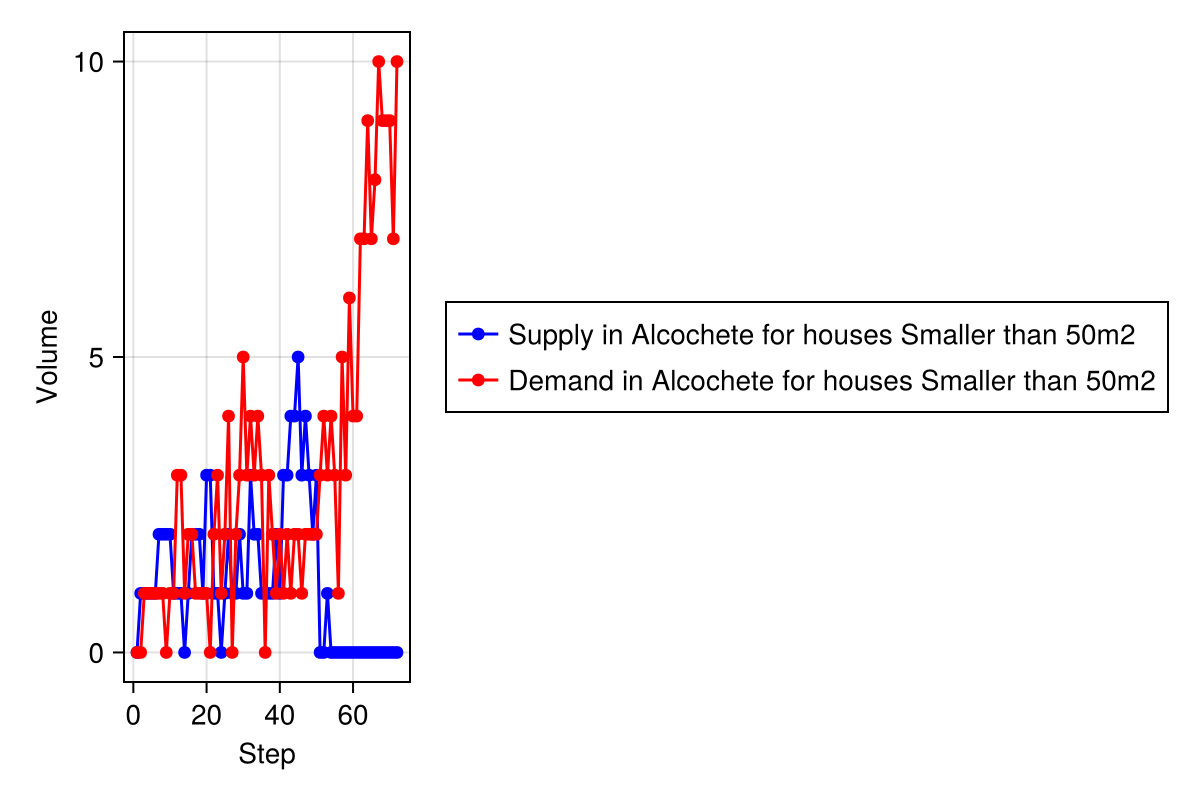 10
5
0
Volume
0 20 40 60
Step
Supply in Alcochete for houses Smaller than 50m2
Demand in Alcochete for houses Smaller than 50m2